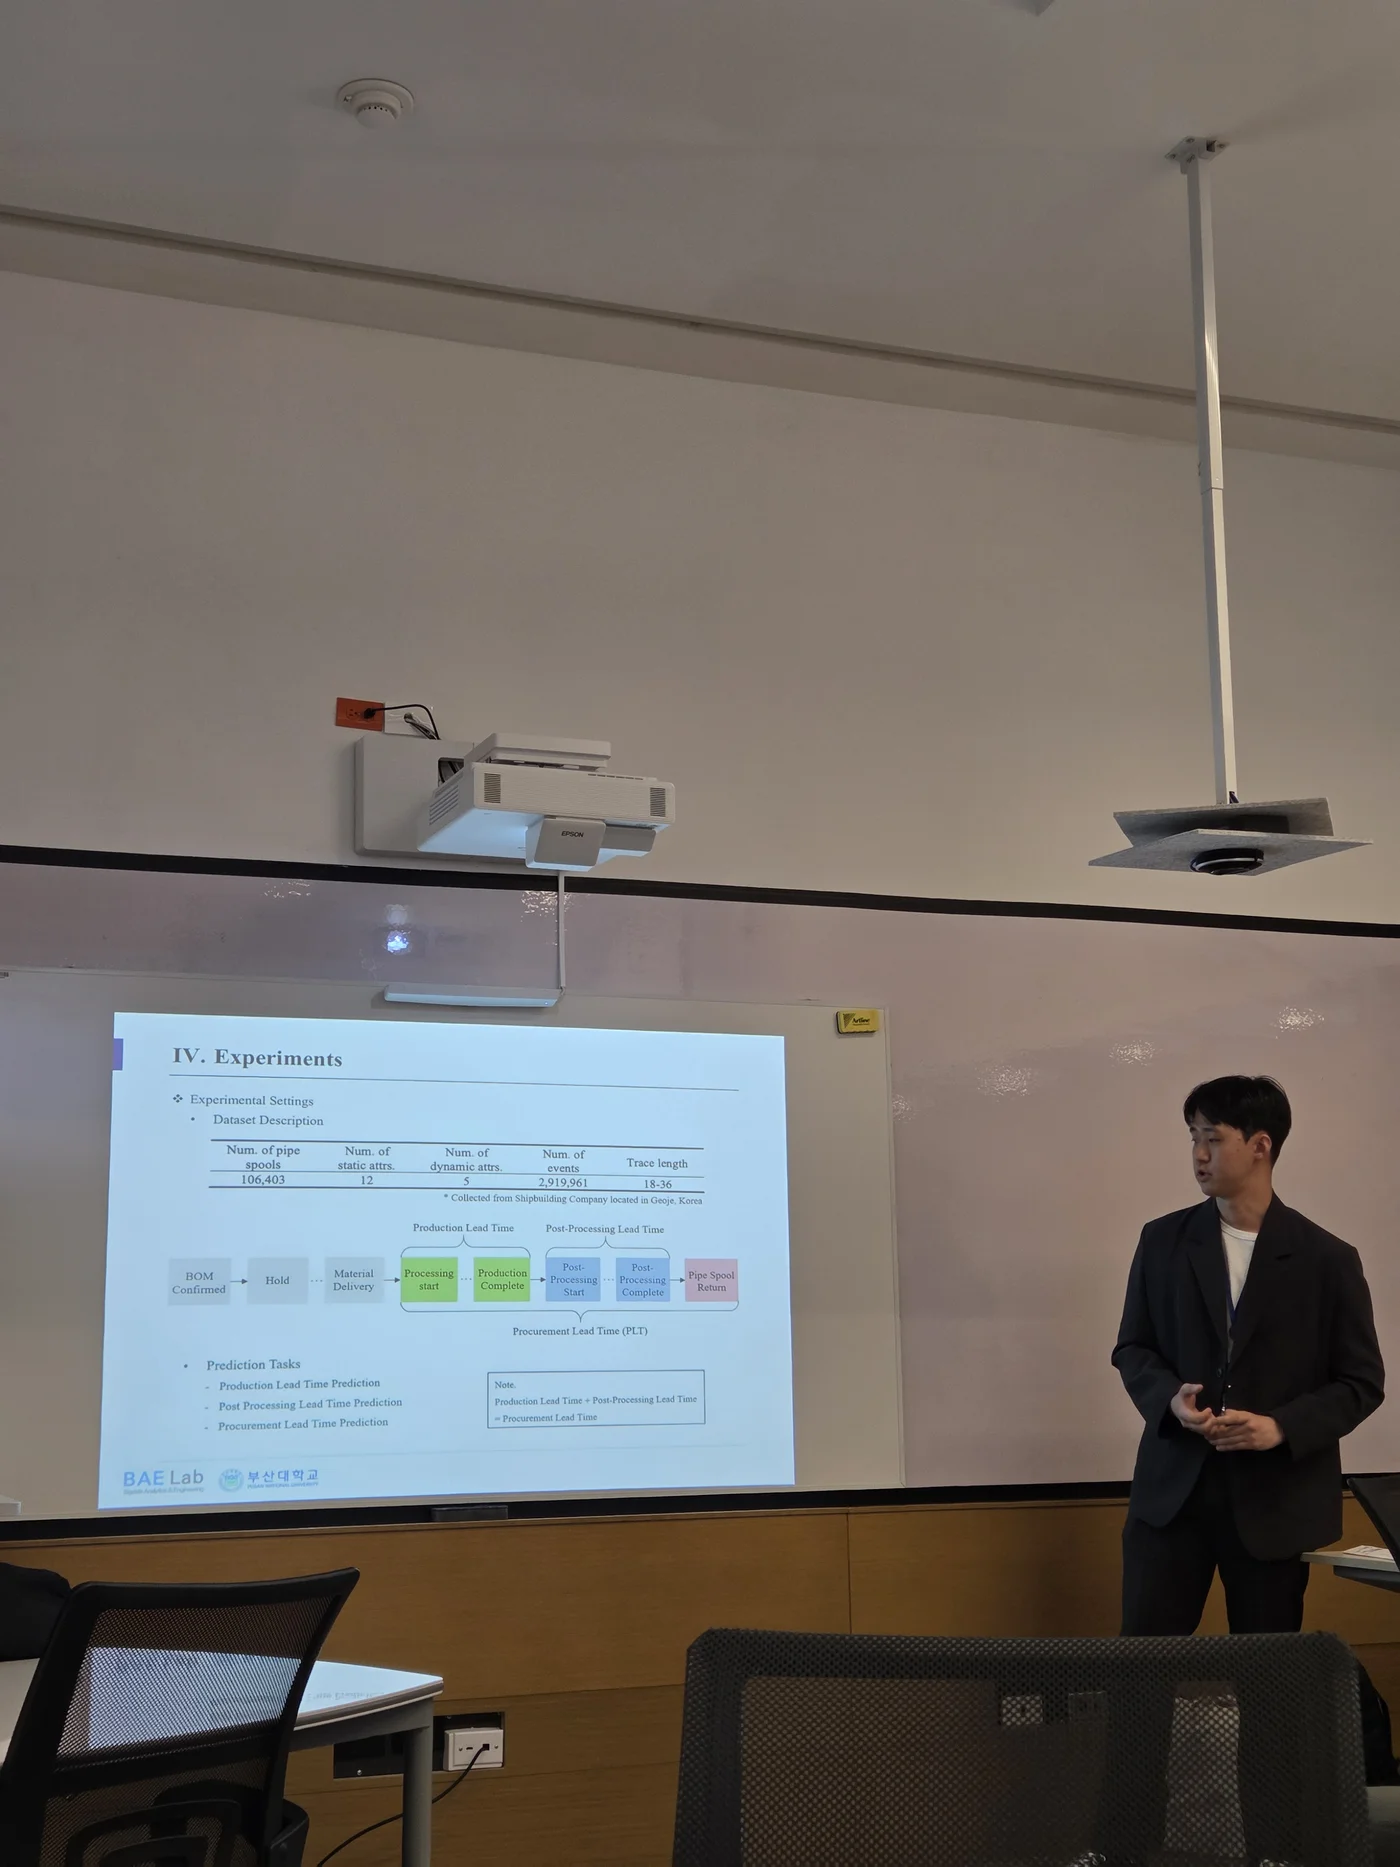 EPSON
Artline
IV. Experiments
❖ Experimental Settings
• Dataset Description
Num. of pipe spools | Num. of static attrs. | Num. of dynamic attrs. | Num. of events | Trace length
106,403 | 12 | 5 | 2,919,961 | 18-36
* Collected from Shipbuilding Company located in Geoje, Korea
Production Lead Time
Post-Processing Lead Time
BOM Confirmed
Hold
Material Delivery
Processing start
Production Complete
Post-Processing Start
Post-Processing Complete
Pipe Spool Return
Procurement Lead Time (PLT)
• Prediction Tasks
- Production Lead Time Prediction
- Post Processing Lead Time Prediction
- Procurement Lead Time Prediction
Note.
Production Lead Time + Post-Processing Lead Time
= Procurement Lead Time
BAE Lab
부산대학교
PUSAN NATIONAL UNIVERSITY